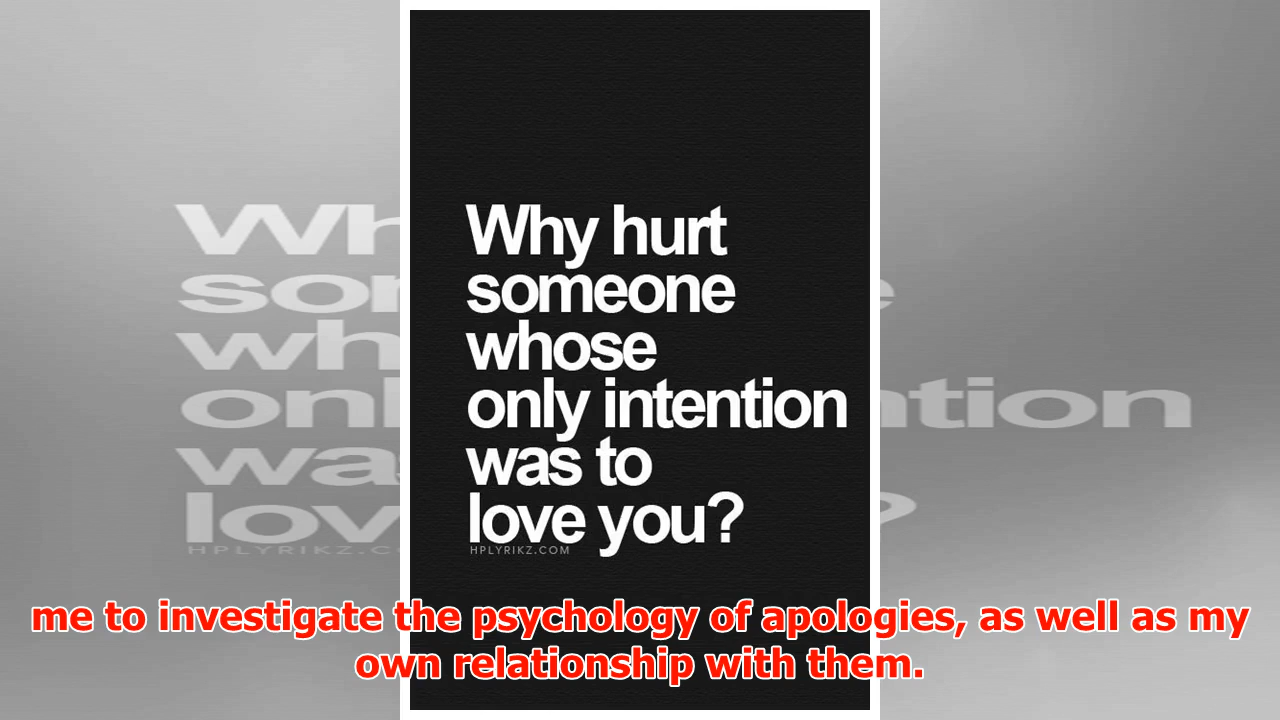 Why hurt
someone
whose
only intention
was to
love you?
HPLYRIKZ.COM
me to investigate the psychology of apologies, as well as my
own relationship with them.